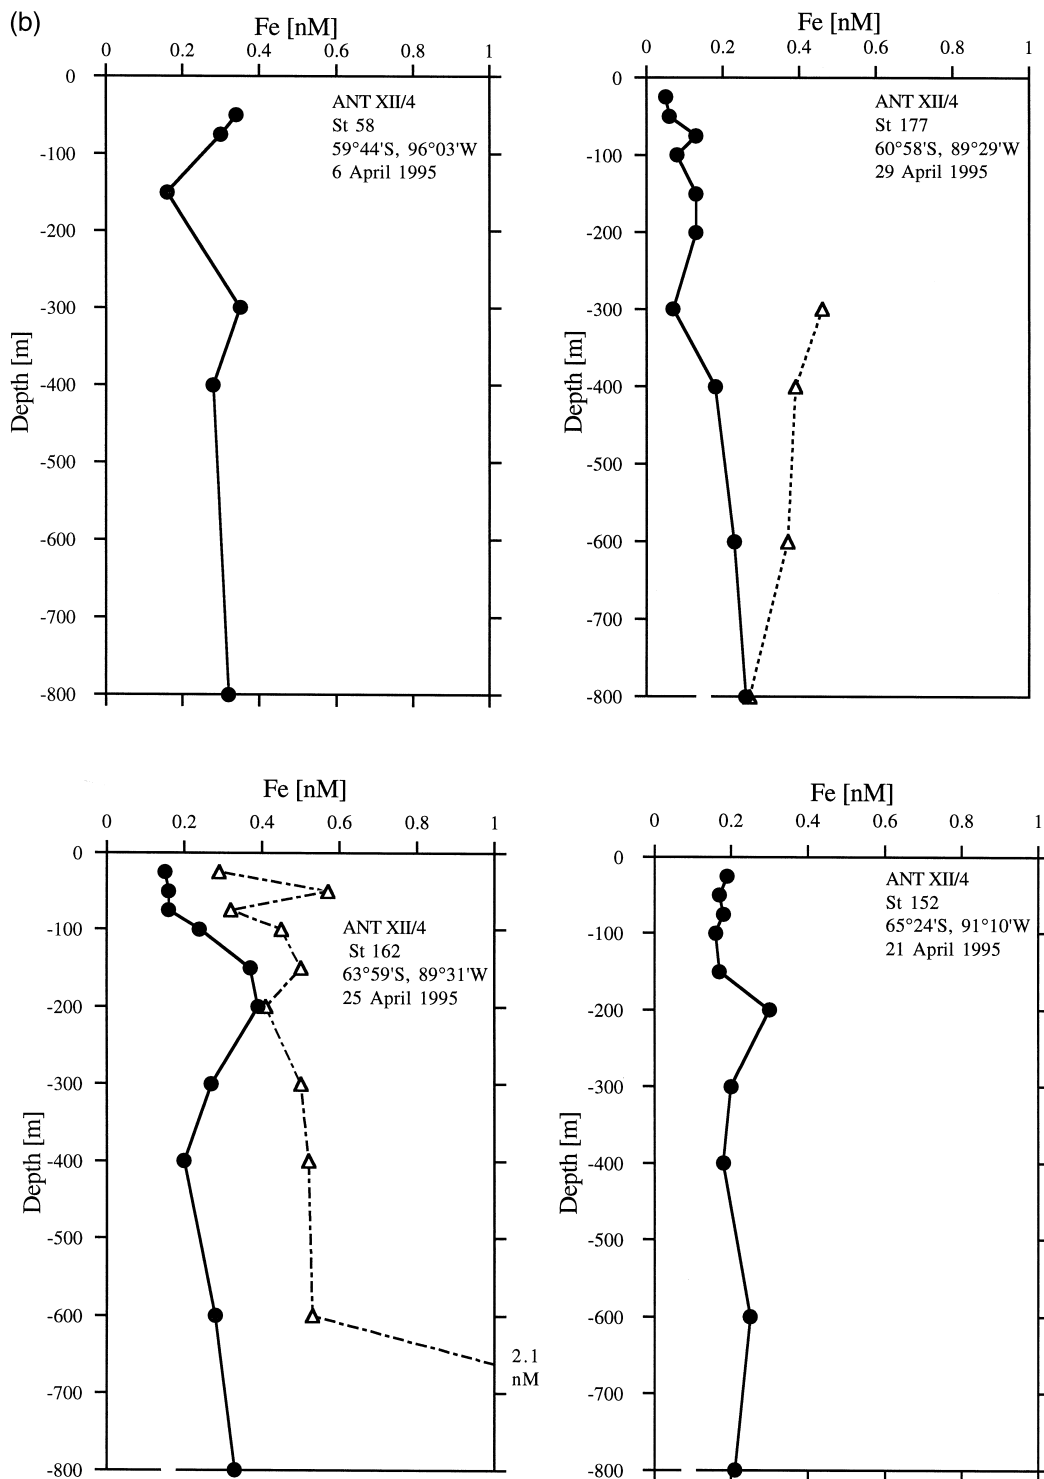 (b)
Fe [nM]
0 0.2 0.4 0.6 0.8 1
0
-100
-200
-300
-400
-500
-600
-700
-800
Depth [m]
ANT XII/4
St 58
59°44'S, 96°03'W
6 April 1995
Fe [nM]
0 0.2 0.4 0.6 0.8 1
0
-100
-200
-300
-400
-500
-600
-700
-800
Depth [m]
ANT XII/4
St 177
60°58'S, 89°29'W
29 April 1995
Fe [nM]
0 0.2 0.4 0.6 0.8 1
0
-100
-200
-300
-400
-500
-600
-700
-800
Depth [m]
ANT XII/4
St 162
63°59'S, 89°31'W
25 April 1995
2.1
nM
Fe [nM]
0 0.2 0.4 0.6 0.8 1
0
-100
-200
-300
-400
-500
-600
-700
-800
Depth [m]
ANT XII/4
St 152
65°24'S, 91°10'W
21 April 1995